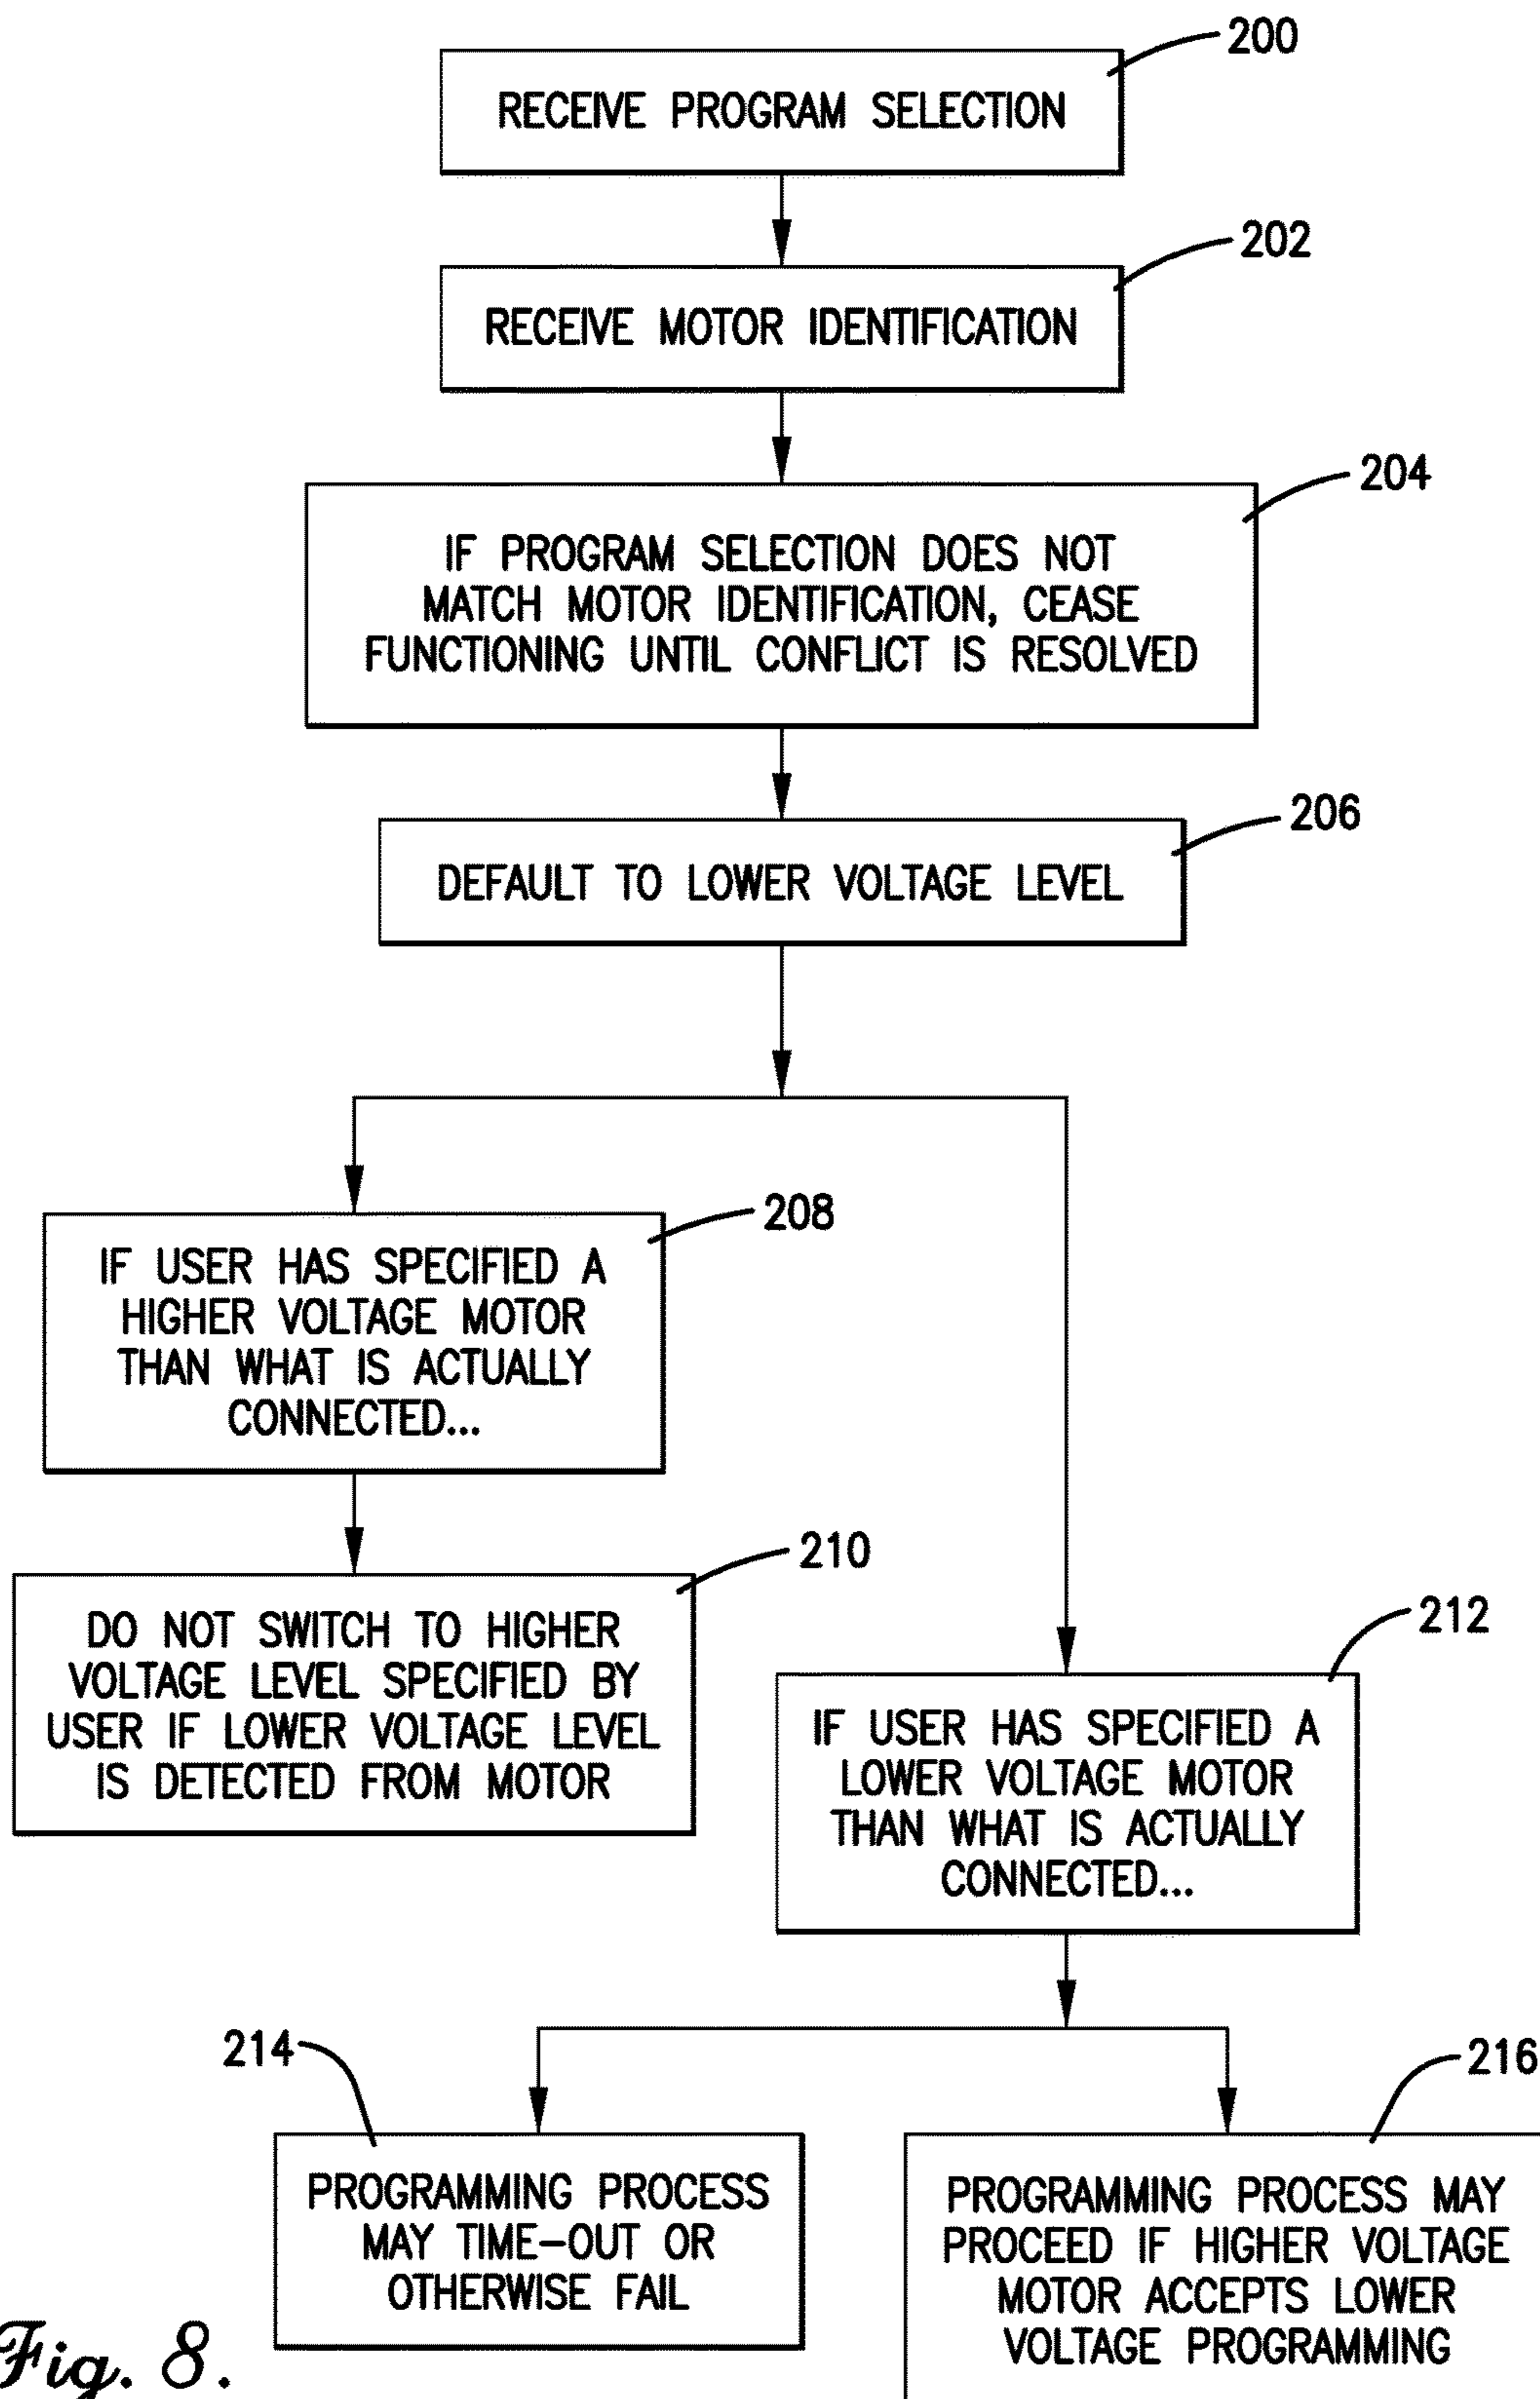 200
RECEIVE PROGRAM SELECTION
202
RECEIVE MOTOR IDENTIFICATION
204
IF PROGRAM SELECTION DOES NOT
MATCH MOTOR IDENTIFICATION, CEASE
FUNCTIONING UNTIL CONFLICT IS RESOLVED
206
DEFAULT TO LOWER VOLTAGE LEVEL
208
IF USER HAS SPECIFIED A
HIGHER VOLTAGE MOTOR
THAN WHAT IS ACTUALLY
CONNECTED...
210
DO NOT SWITCH TO HIGHER
VOLTAGE LEVEL SPECIFIED BY
USER IF LOWER VOLTAGE LEVEL
IS DETECTED FROM MOTOR
212
IF USER HAS SPECIFIED A
LOWER VOLTAGE MOTOR
THAN WHAT IS ACTUALLY
CONNECTED...
214
PROGRAMMING PROCESS
MAY TIME-OUT OR
OTHERWISE FAIL
216
PROGRAMMING PROCESS MAY
PROCEED IF HIGHER VOLTAGE
MOTOR ACCEPTS LOWER
VOLTAGE PROGRAMMING
Fig. 8.